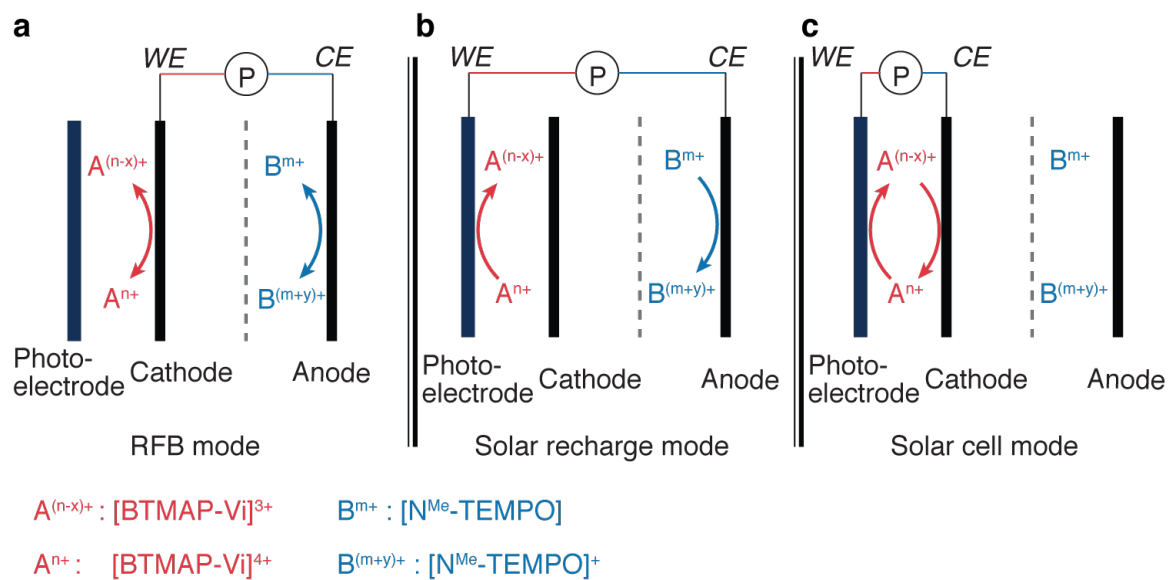 a
WE
P
CE
A(n-x)+
An+
Bm+
B(m+y)+
Photo-
electrode
Cathode
Anode
RFB mode
b
WE
P
CE
A(n-x)+
An+
Bm+
B(m+y)+
Photo-
electrode
Cathode
Anode
Solar recharge mode
c
WE
P
CE
A(n-x)+
An+
Bm+
B(m+y)+
Photo-
electrode
Cathode
Anode
Solar cell mode
A(n-x)+ : [BTMAP-Vi]3+
Bm+ : [NMe-TEMPO]
An+ : [BTMAP-Vi]4+
B(m+y)+ : [NMe-TEMPO]+